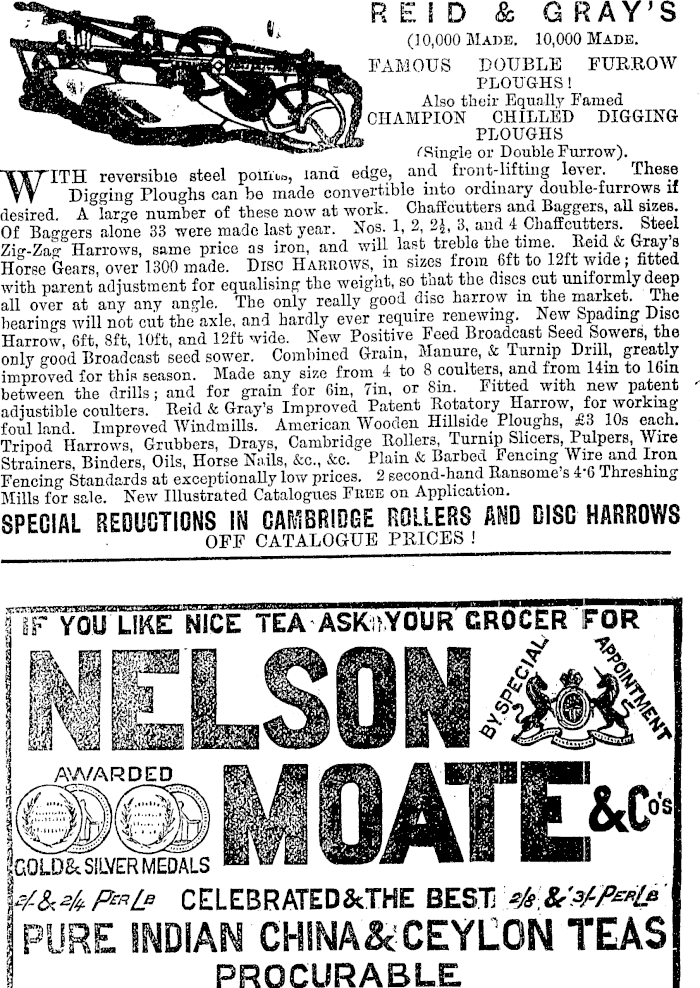 REID & GRAY'S
(10,000 MADE. 10,000 MADE.
FAMOUS DOUBLE FURROW
PLOUGHS!
Also their Equally Famed
CHAMPION CHILLED DIGGING
PLOUGHS
(Single or Double Furrow).
WITH reversible steel points, land edge, and front-lifting lever. These
Digging Ploughs can be made convertible into ordinary double-furrows if
desired. A large number of these now at work. Chaffcutters and Baggers, all sizes.
Of Baggers alone 33 were made last year. Nos. 1, 2, 2½, 3, and 4 Chaffcutters. Steel
Zig-Zag Harrows, same price as iron, and will last treble the time. Reid & Gray's
Horse Gears, over 1300 made. DISC HARROWS, in sizes from 6ft to 12ft wide; fitted
with parent adjustment for equalising the weight, so that the discs cut uniformly deep
all over at any any angle. The only really good disc harrow in the market. The
bearings will not cut the axle, and hardly ever require renewing. New Spading Disc
Harrow, 6ft, 8ft, 10ft, and 12ft wide. New Positive Feed Broadcast Seed Sowers, the
only good Broadcast seed sower. Combined Grain, Manure, & Turnip Drill, greatly
improved for this season. Made any size from 4 to 8 coulters, and from 14in to 16in
between the drills; and for grain for 6in, 7in, or 8in. Fitted with new patent
adjustible coulters. Reid & Gray's Improved Patent Rotatory Harrow, for working
foul land. Improved Windmills. American Wooden Hillside Ploughs, £3 10s each.
Tripod Harrows, Grubbers, Drays, Cambridge Rollers, Turnip Slicers, Pulpers, Wire
Strainers, Binders, Oils, Horse Nails, &c., &c. Plain & Barbed Fencing Wire and Iron
Fencing Standards at exceptionally low prices. 2 second-hand Ransome's 4·6 Threshing
Mills for sale. New Illustrated Catalogues FREE on Application.
SPECIAL REDUCTIONS IN CAMBRIDGE ROLLERS AND DISC HARROWS
OFF CATALOGUE PRICES!
IF YOU LIKE NICE TEA ASK YOUR GROCER FOR
NELSON
BY SPECIAL APPOINTMENT
AWARDED
MOATE & Co's
GOLD & SILVER MEDALS
2/- & 2/4 PER LB CELEBRATED & THE BEST 2/8 & 3/- PER LB
PURE INDIAN CHINA & CEYLON TEAS
PROCURABLE